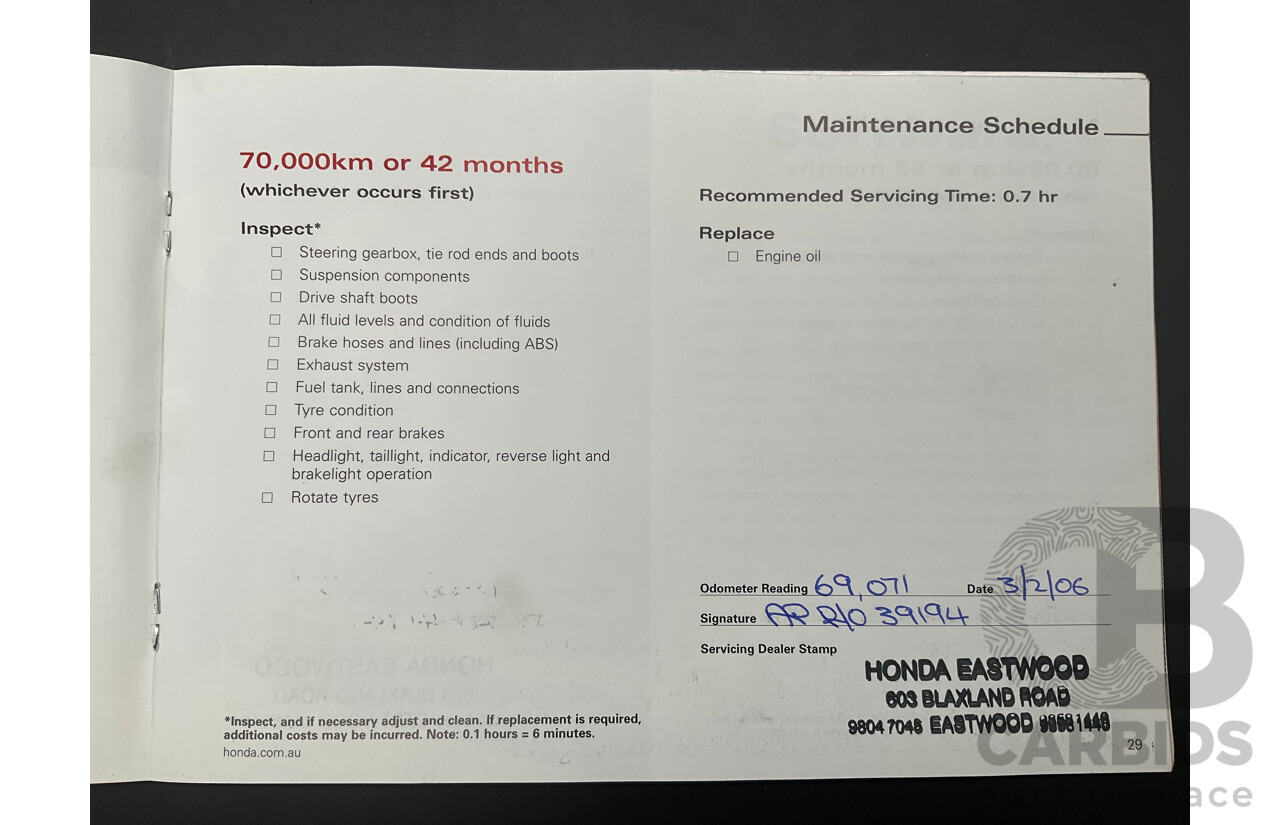 Maintenance Schedule
70,000km or 42 months
(whichever occurs first)
Inspect*
Steering gearbox, tie rod ends and boots
Suspension components
Drive shaft boots
All fluid levels and condition of fluids
Brake hoses and lines (including ABS)
Exhaust system
Fuel tank, lines and connections
Tyre condition
Front and rear brakes
Headlight, taillight, indicator, reverse light and
brakelight operation
Rotate tyres
*Inspect, and if necessary adjust and clean. If replacement is required,
additional costs may be incurred. Note: 0.1 hours = 6 minutes.
honda.com.au
Recommended Servicing Time: 0.7 hr
Replace
Engine oil
Odometer Reading 69,071 Date 3/2/06
Signature R/O 39194
Servicing Dealer Stamp
HONDA EASTWOOD
603 BLAXLAND ROAD
9804 7045 EASTWOOD
29
CARBIDS